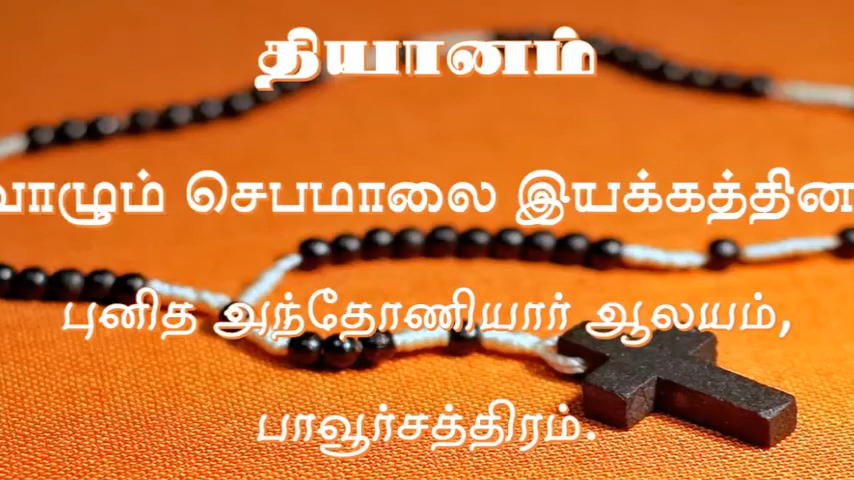 தியானம்
வாழும் செபமாலை இயக்கத்தின
புனித அந்தோணியார் ஆலயம்,
பாவூர்சத்திரம்.